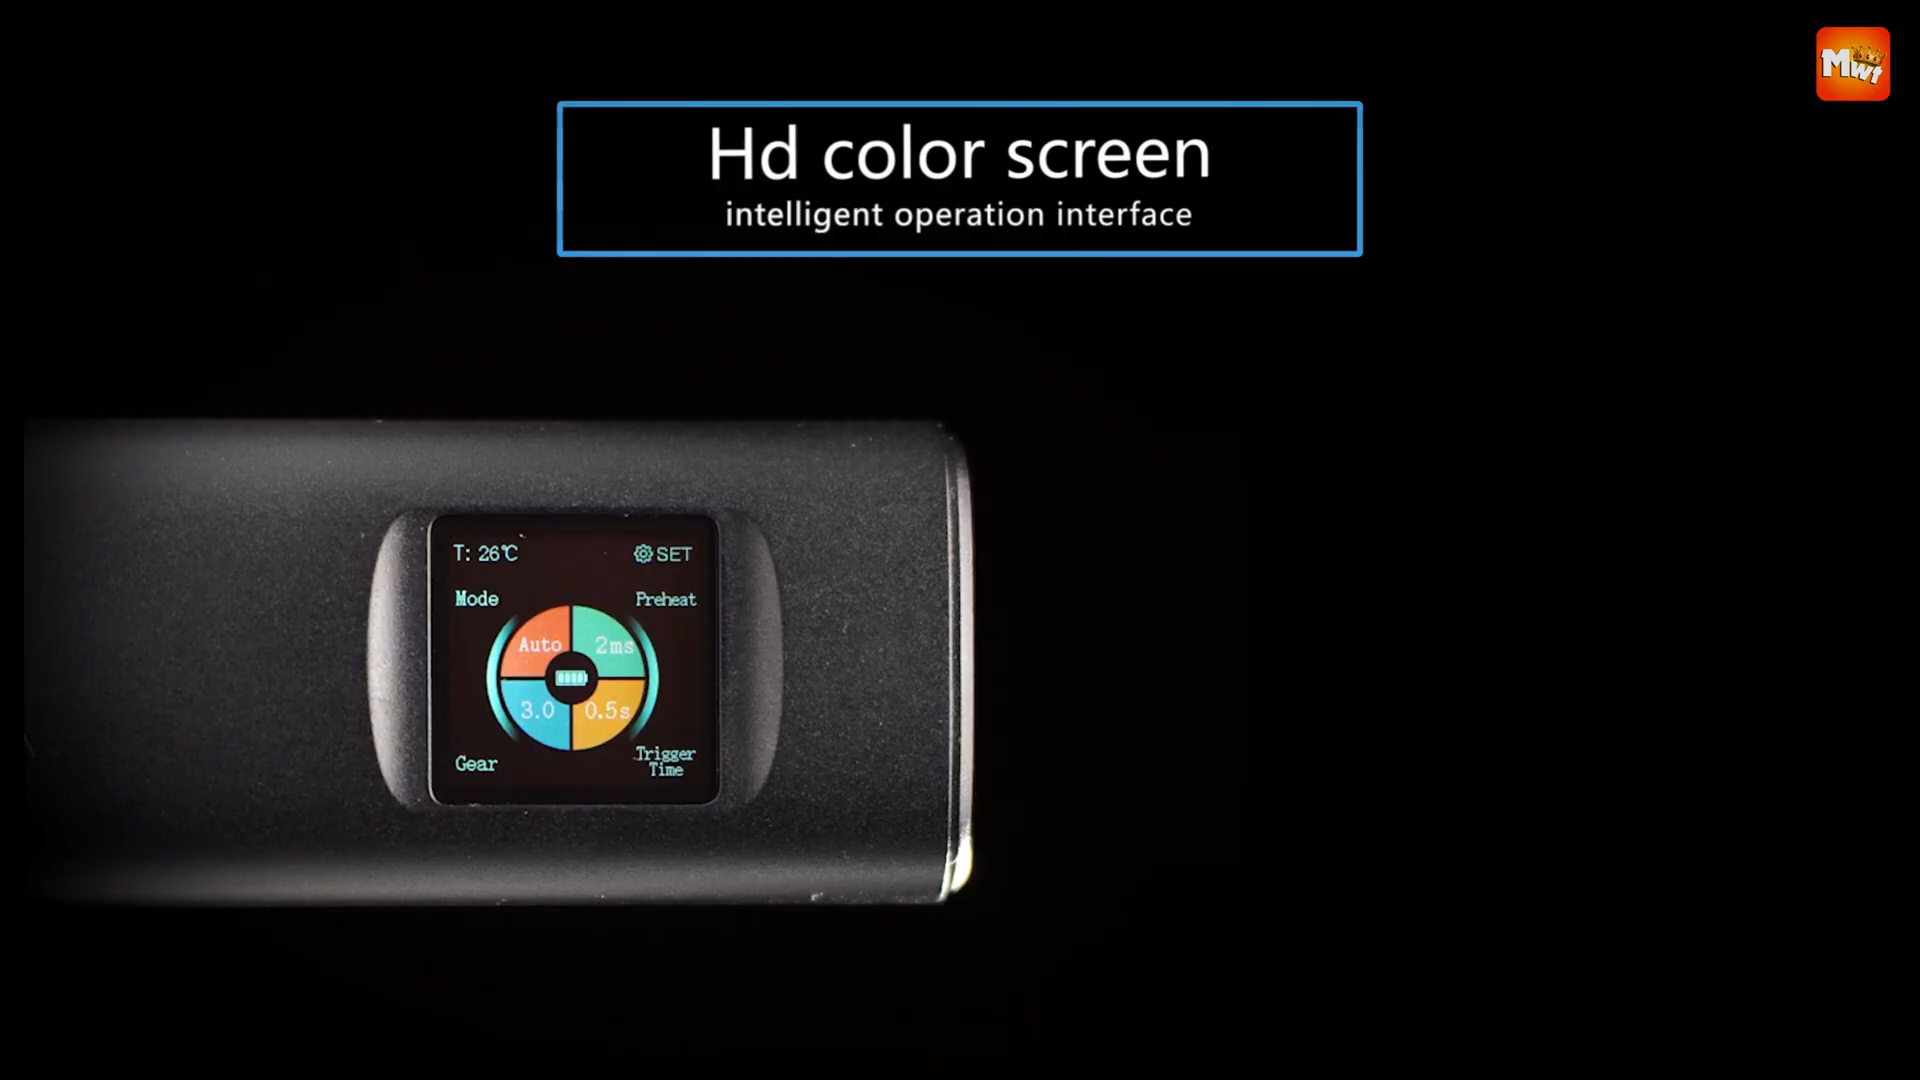 Mwt
Hd color screen
intelligent operation interface
T: 26℃
SET
Mode
Preheat
Auto
2ms
3.0
0.5s
Gear
Trigger
Time